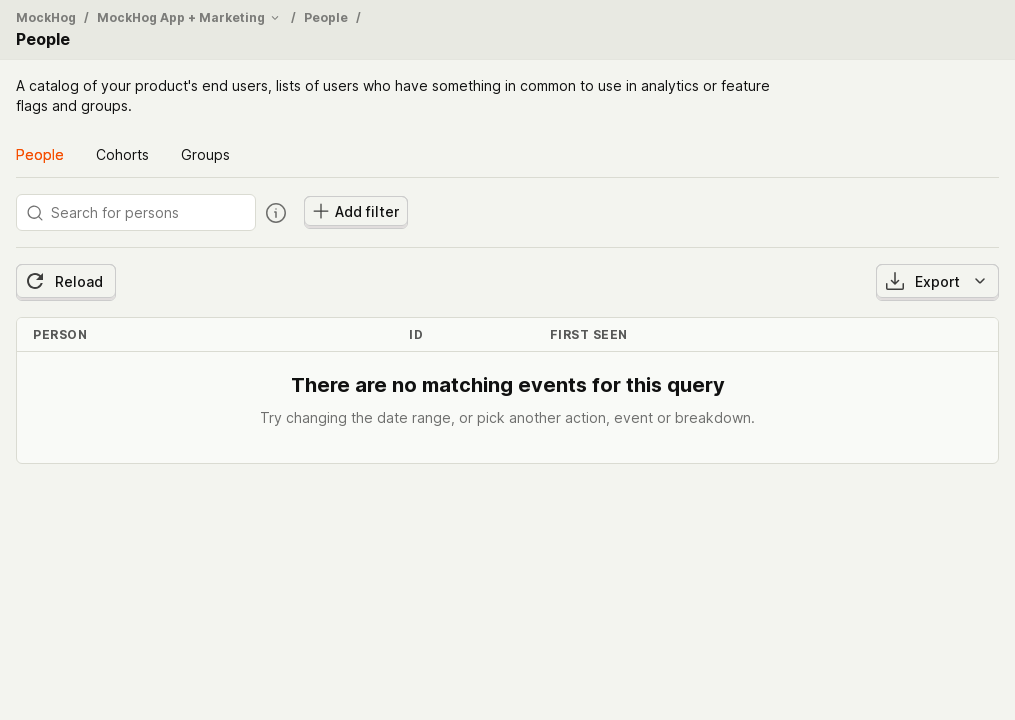 MockHog / MockHog App + Marketing / People /
People
A catalog of your product's end users, lists of users who have something in common to use in analytics or feature
flags and groups.
People Cohorts Groups
Search for persons Add filter
Reload Export
PERSON ID FIRST SEEN
There are no matching events for this query
Try changing the date range, or pick another action, event or breakdown.